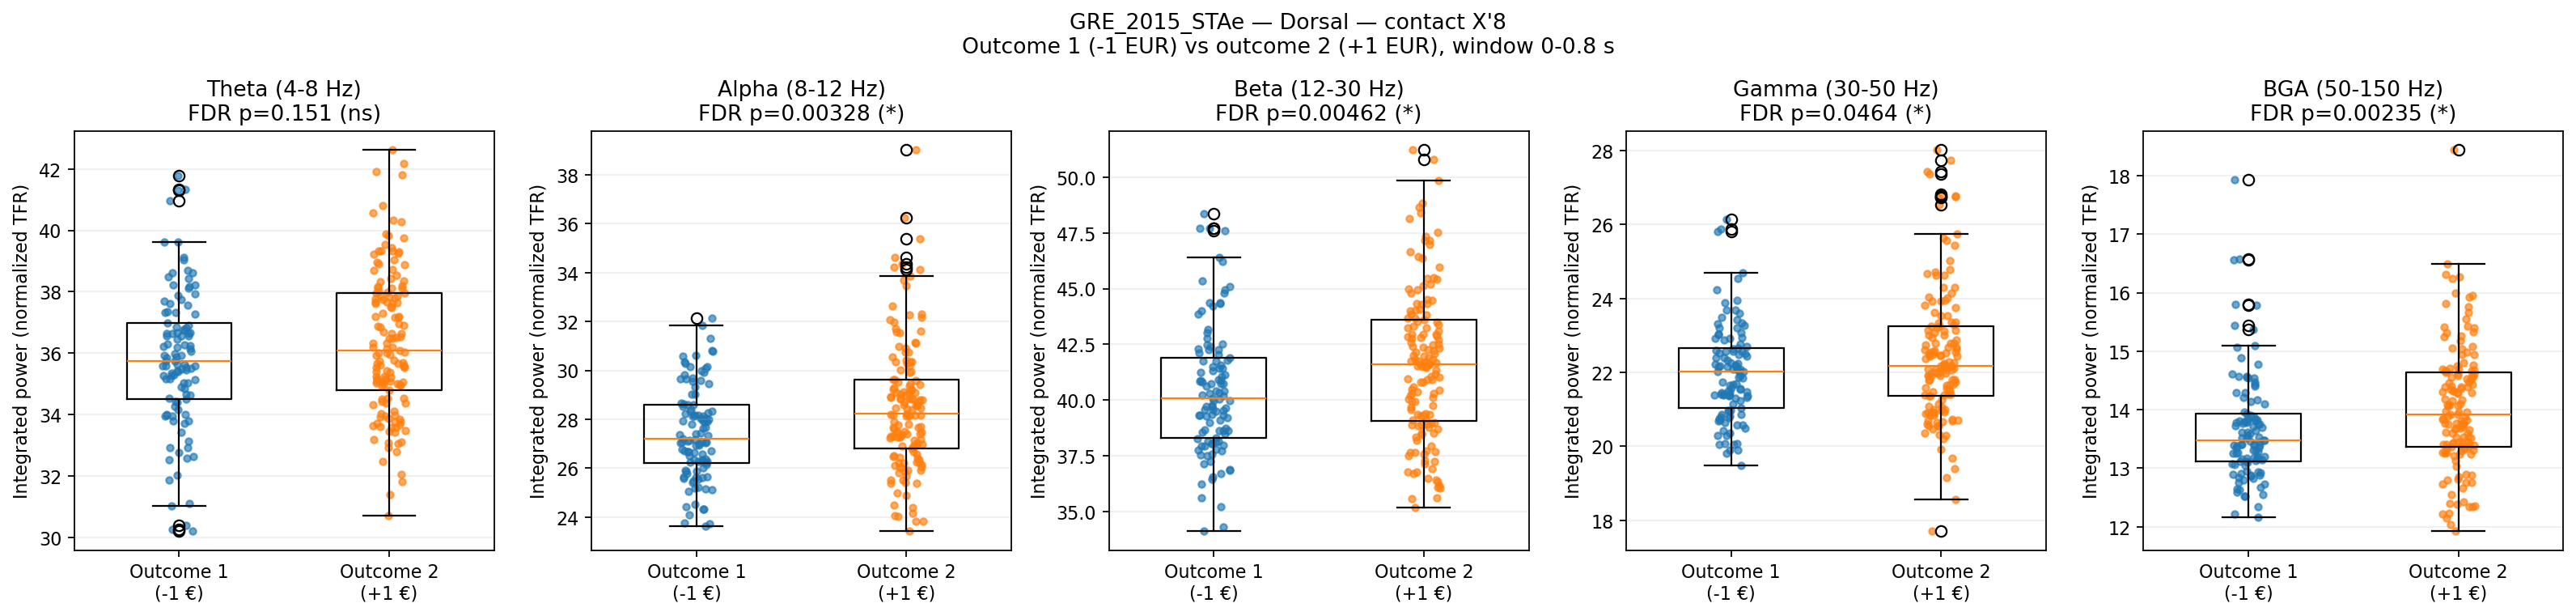 GRE_2015_STAe — Dorsal — contact X'8
Outcome 1 (-1 EUR) vs outcome 2 (+1 EUR), window 0-0.8 s
Theta (4-8 Hz)
FDR p=0.151 (ns)
Integrated power (normalized TFR)
42
40
38
36
34
32
30
Outcome 1
(-1 €)
Outcome 2
(+1 €)
Alpha (8-12 Hz)
FDR p=0.00328 (*)
Integrated power (normalized TFR)
38
36
34
32
30
28
26
24
Outcome 1
(-1 €)
Outcome 2
(+1 €)
Beta (12-30 Hz)
FDR p=0.00462 (*)
Integrated power (normalized TFR)
50.0
47.5
45.0
42.5
40.0
37.5
35.0
Outcome 1
(-1 €)
Outcome 2
(+1 €)
Gamma (30-50 Hz)
FDR p=0.0464 (*)
Integrated power (normalized TFR)
28
26
24
22
20
18
Outcome 1
(-1 €)
Outcome 2
(+1 €)
BGA (50-150 Hz)
FDR p=0.00235 (*)
Integrated power (normalized TFR)
18
17
16
15
14
13
12
Outcome 1
(-1 €)
Outcome 2
(+1 €)